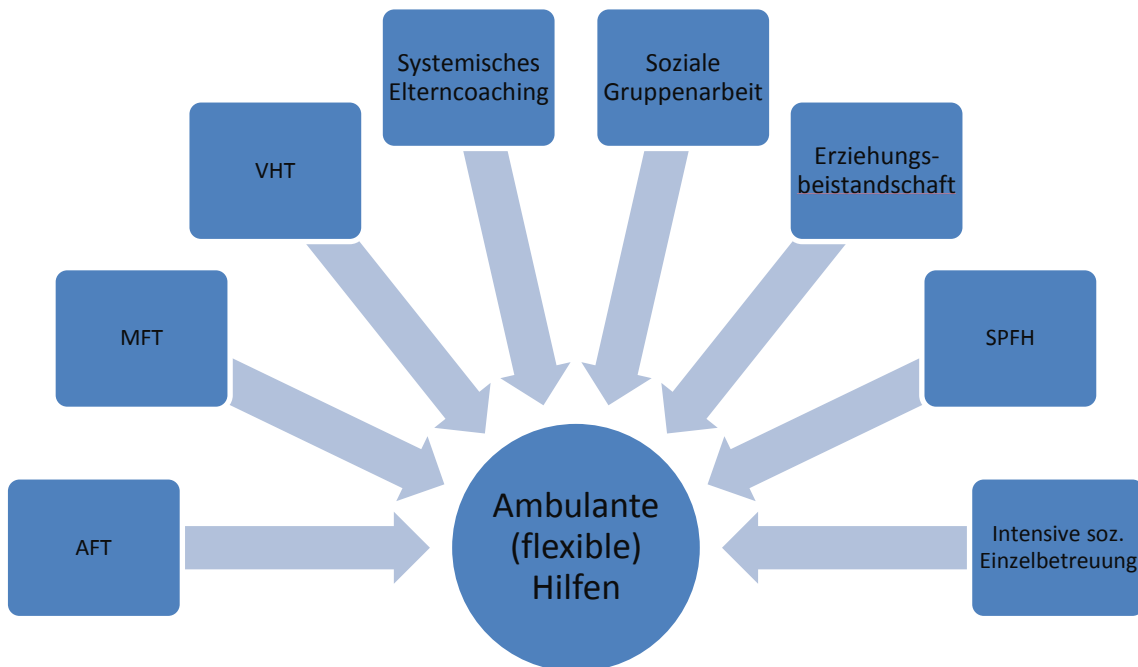 Systemisches
Elterncoaching
Soziale
Gruppenarbeit
VHT
Erziehungs-
beistandschaft
MFT
SPFH
AFT
Ambulante
(flexible)
Hilfen
Intensive soz.
Einzelbetreuung